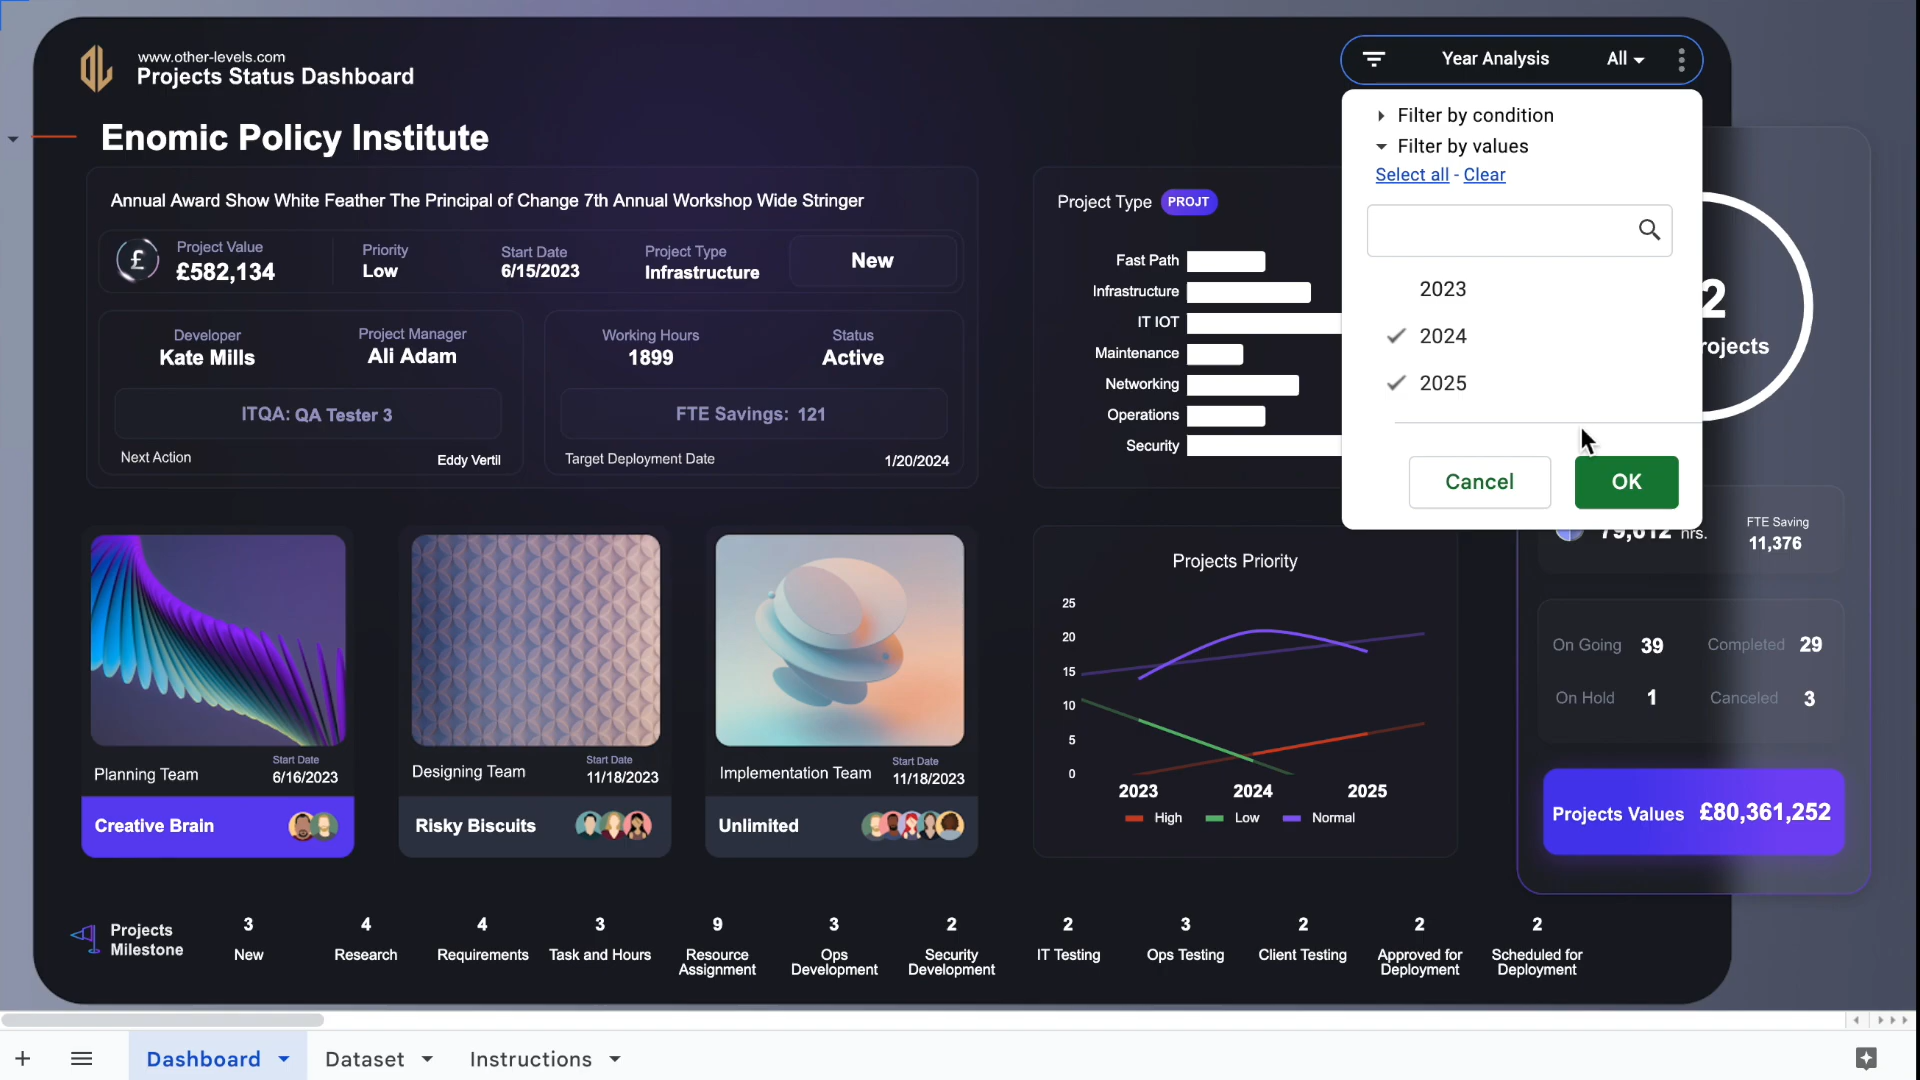 www.other-levels.com
Projects Status Dashboard
Enomic Policy Institute
Year Analysis
All
Filter by condition
Filter by values
Select all - Clear
2023
2024
2025
Cancel
OK
Annual Award Show White Feather The Principal of Change 7th Annual Workshop Wide Stringer
£
Project Value
£582,134
Priority
Low
Start Date
6/15/2023
Project Type
Infrastructure
New
Developer
Kate Mills
Project Manager
Ali Adam
Working Hours
1899
Status
Active
ITQA: QA Tester 3
FTE Savings: 121
Next Action
Eddy Vertil
Target Deployment Date
1/20/2024
Project Type
PROJT
Fast Path
Infrastructure
IT IOT
Maintenance
Networking
Operations
Security
2
rojects
hrs.
FTE Saving
11,376
Planning Team
Start Date
6/16/2023
Creative Brain
Designing Team
Start Date
11/18/2023
Risky Biscuits
Implementation Team
Start Date
11/18/2023
Unlimited
Projects Priority
25
20
15
10
5
0
2023
2024
2025
High
Low
Normal
On Going 39
Completed 29
On Hold 1
Canceled 3
Projects Values £80,361,252
Projects
Milestone
3
New
4
Research
4
Requirements
3
Task and Hours
9
Resource
Assignment
3
Ops
Development
2
Security
Development
2
IT Testing
3
Ops Testing
2
Client Testing
2
Approved for
Deployment
2
Scheduled for
Deployment
Dashboard
Dataset
Instructions